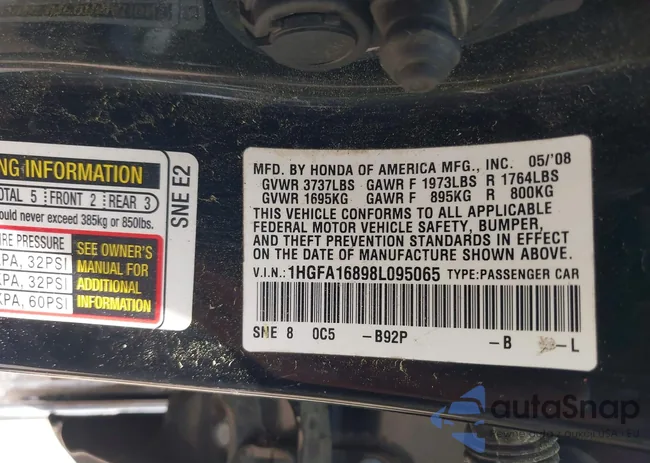 NG INFORMATION
OTAL 5 FRONT 2 REAR 3
ould never exceed 385kg or 850lbs.
IRE PRESSURE
PA, 32PSI
PA, 32PSI
KPA, 60PSI
SEE OWNER'S
MANUAL FOR
ADDITIONAL
INFORMATION
SNE E2
MFD. BY HONDA OF AMERICA MFG., INC. 05/'08
GVWR 3737LBS GAWR F 1973LBS R 1764LBS
GVWR 1695KG GAWR F 895KG R 800KG
THIS VEHICLE CONFORMS TO ALL APPLICABLE
FEDERAL MOTOR VEHICLE SAFETY, BUMPER,
AND THEFT PREVENTION STANDARDS IN EFFECT
ON THE DATE OF MANUFACTURE SHOWN ABOVE.
V.I.N.: 1HGFA16898L095065 TYPE:PASSENGER CAR
SNE 8 0C5 -B92P -B -L
autaSnap